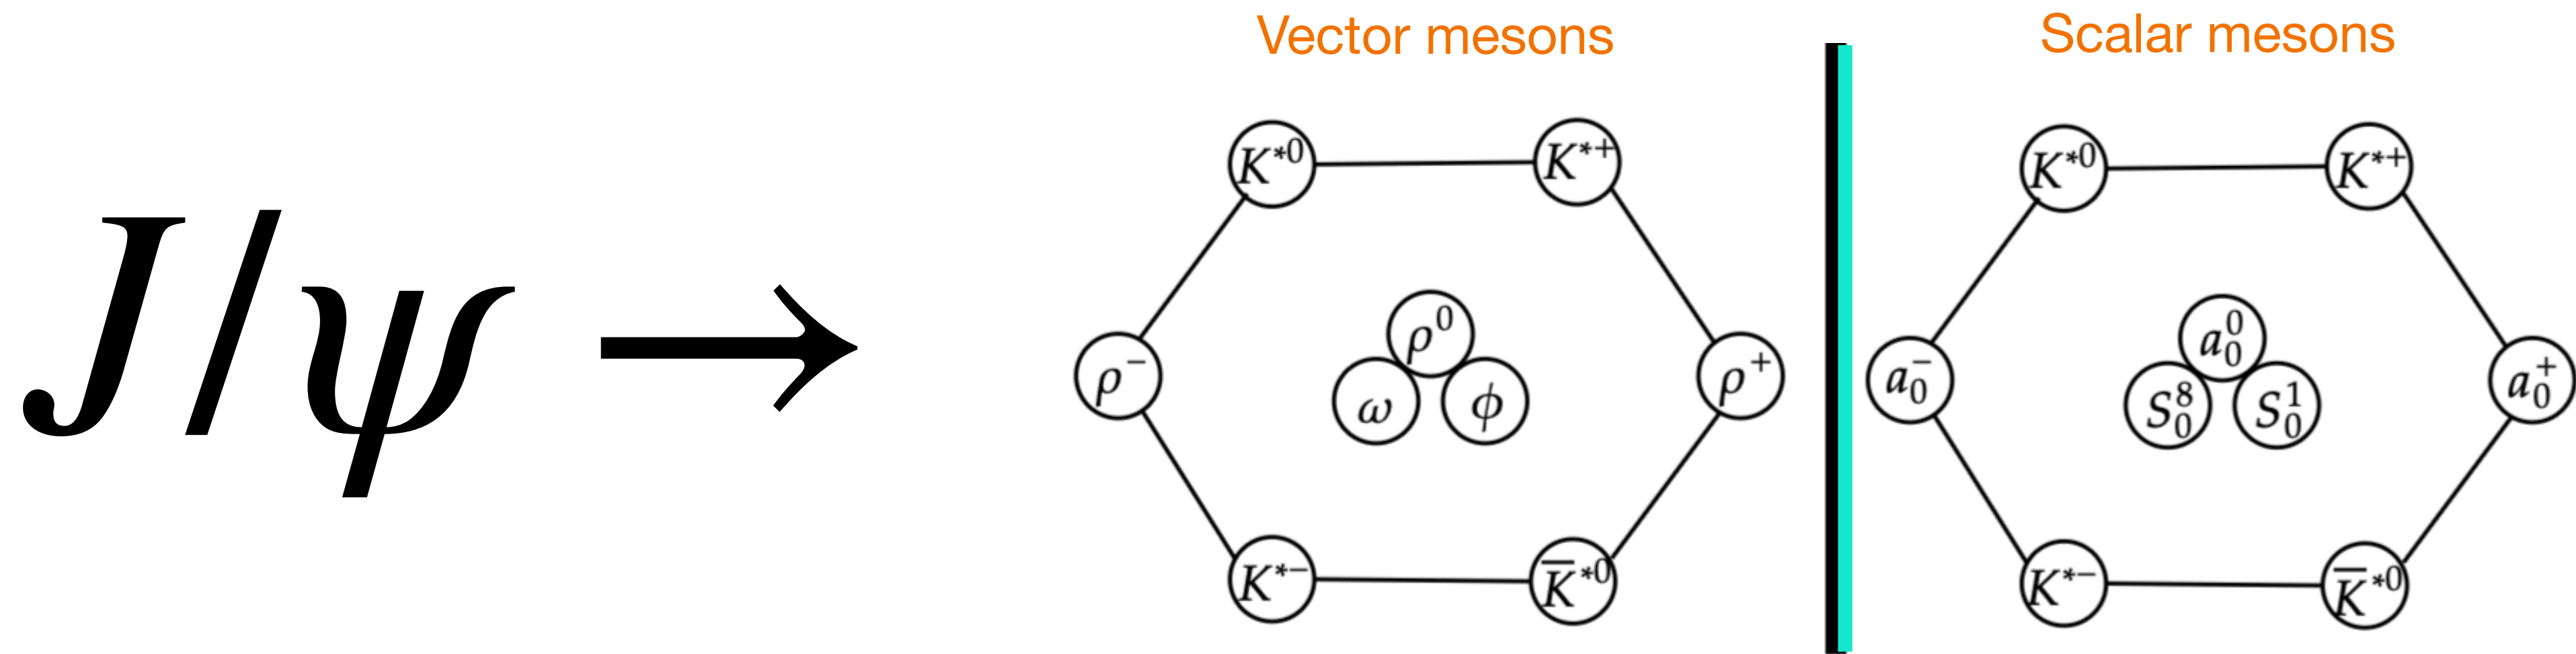 Vector mesons
Scalar mesons
J/ψ →
K*0 K*+
ρ− ρ0 ρ+
ω ϕ
K*− K̅*0
K*0 K*+
a0− a00 a0+
S08 S01
K*− K̅*0